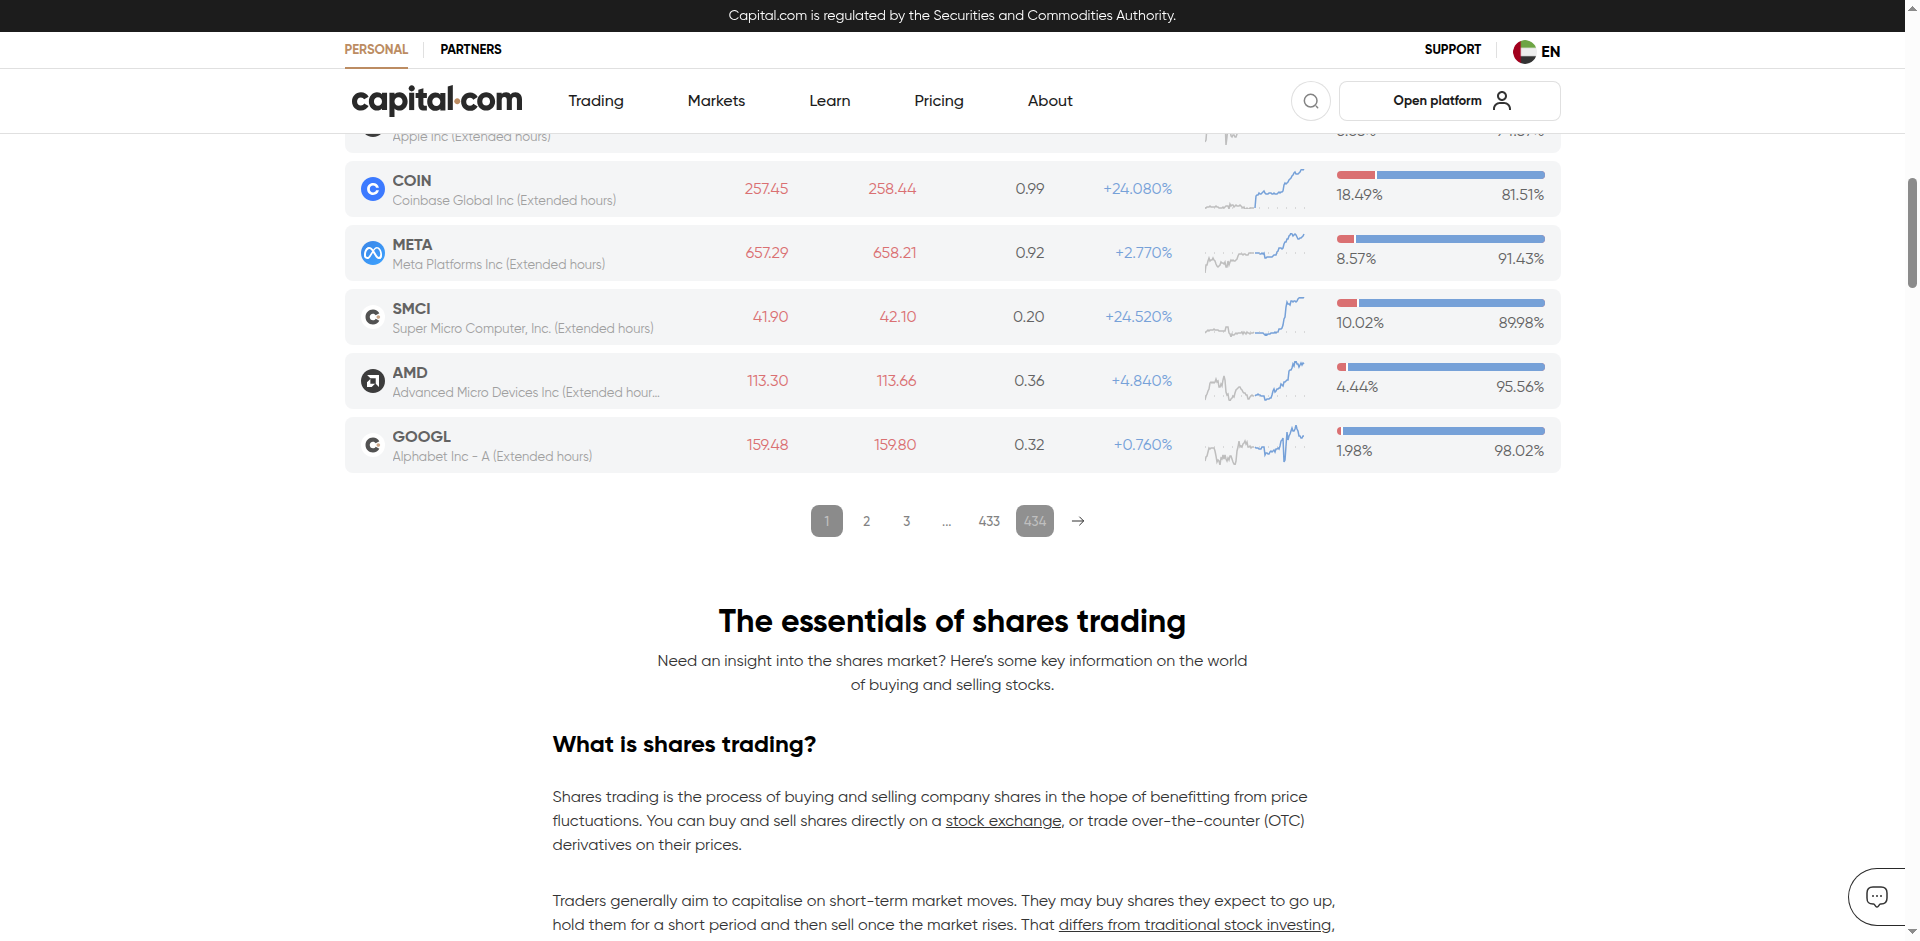 Capital.com is regulated by the Securities and Commodities Authority.
PERSONAL PARTNERS SUPPORT EN
capital.com Trading Markets Learn Pricing About Open platform
Apple Inc (Extended hours)
COIN
Coinbase Global Inc (Extended hours)
257.45 258.44 0.99 +24.080% 18.49% 81.51%
META
Meta Platforms Inc (Extended hours)
657.29 658.21 0.92 +2.770% 8.57% 91.43%
SMCI
Super Micro Computer, Inc. (Extended hours)
41.90 42.10 0.20 +24.520% 10.02% 89.98%
AMD
Advanced Micro Devices Inc (Extended hour...
113.30 113.66 0.36 +4.840% 4.44% 95.56%
GOOGL
Alphabet Inc - A (Extended hours)
159.48 159.80 0.32 +0.760% 1.98% 98.02%
1 2 3 ... 433 434
The essentials of shares trading
Need an insight into the shares market? Here’s some key information on the world
of buying and selling stocks.
What is shares trading?
Shares trading is the process of buying and selling company shares in the hope of benefitting from price
fluctuations. You can buy and sell shares directly on a stock exchange, or trade over-the-counter (OTC)
derivatives on their prices.
Traders generally aim to capitalise on short-term market moves. They may buy shares they expect to go up,
hold them for a short period and then sell once the market rises. That differs from traditional stock investing,